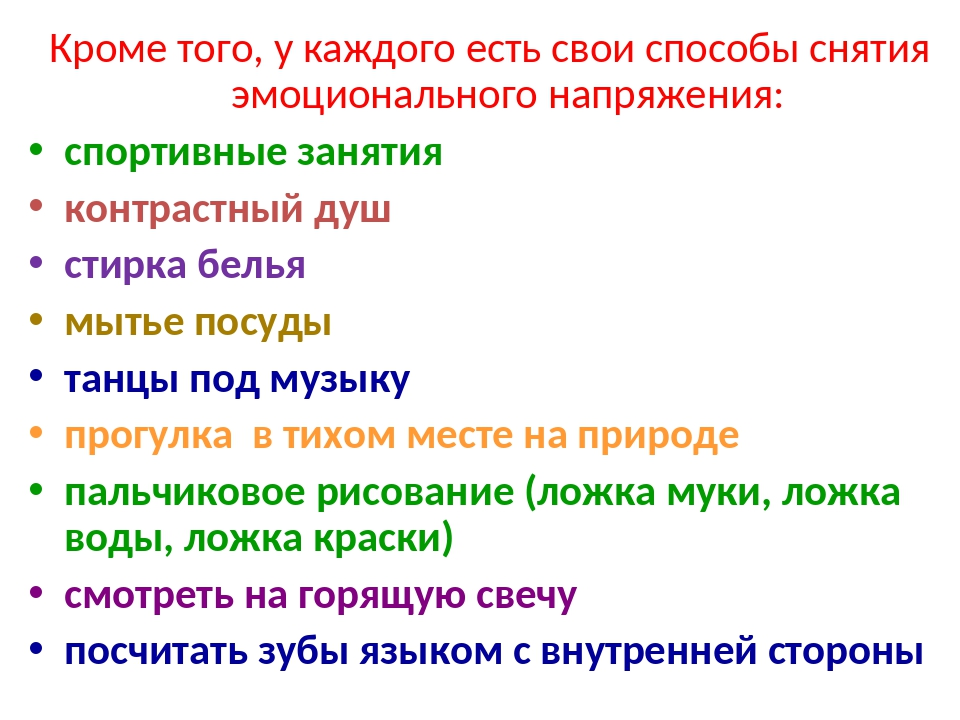 Кроме того, у каждого есть свои способы снятия
эмоционального напряжения:
• спортивные занятия
• контрастный душ
• стирка белья
• мытье посуды
• танцы под музыку
• прогулка  в тихом месте на природе
• пальчиковое рисование (ложка муки, ложка
воды, ложка краски)
• смотреть на горящую свечу
• посчитать зубы языком с внутренней стороны